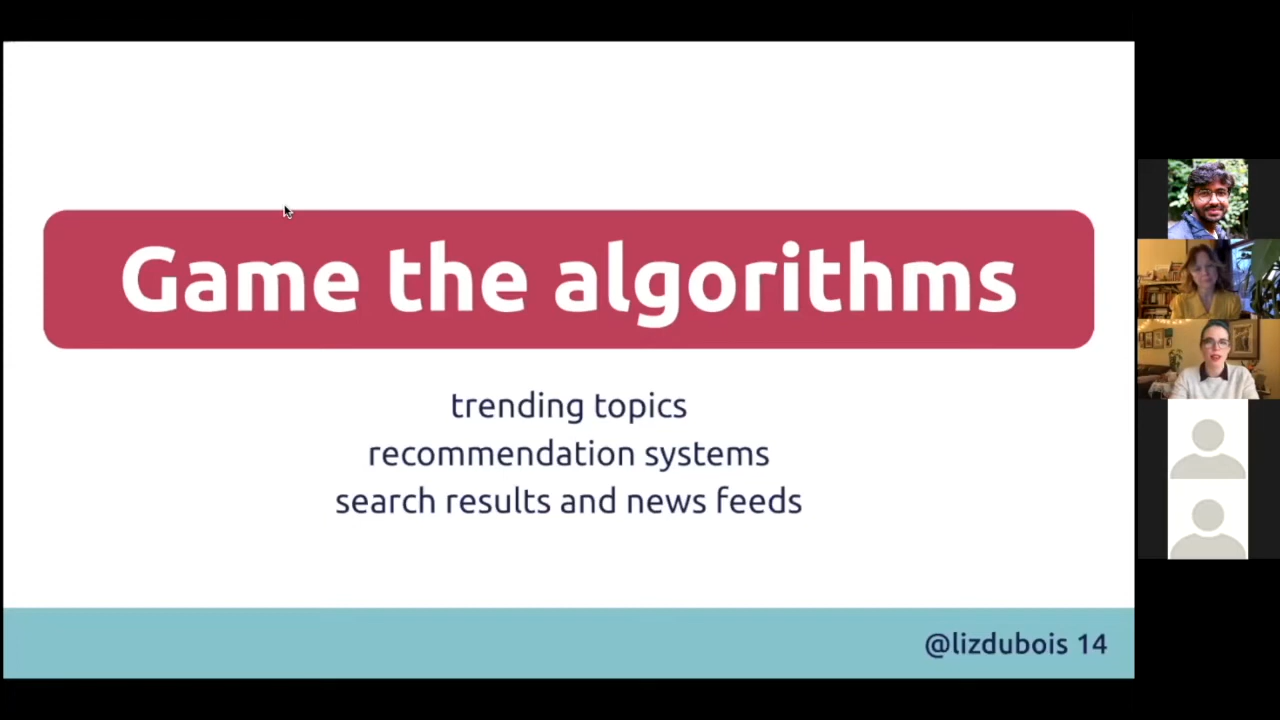 Game the algorithms
trending topics
recommendation systems
search results and news feeds
@lizdubois 14